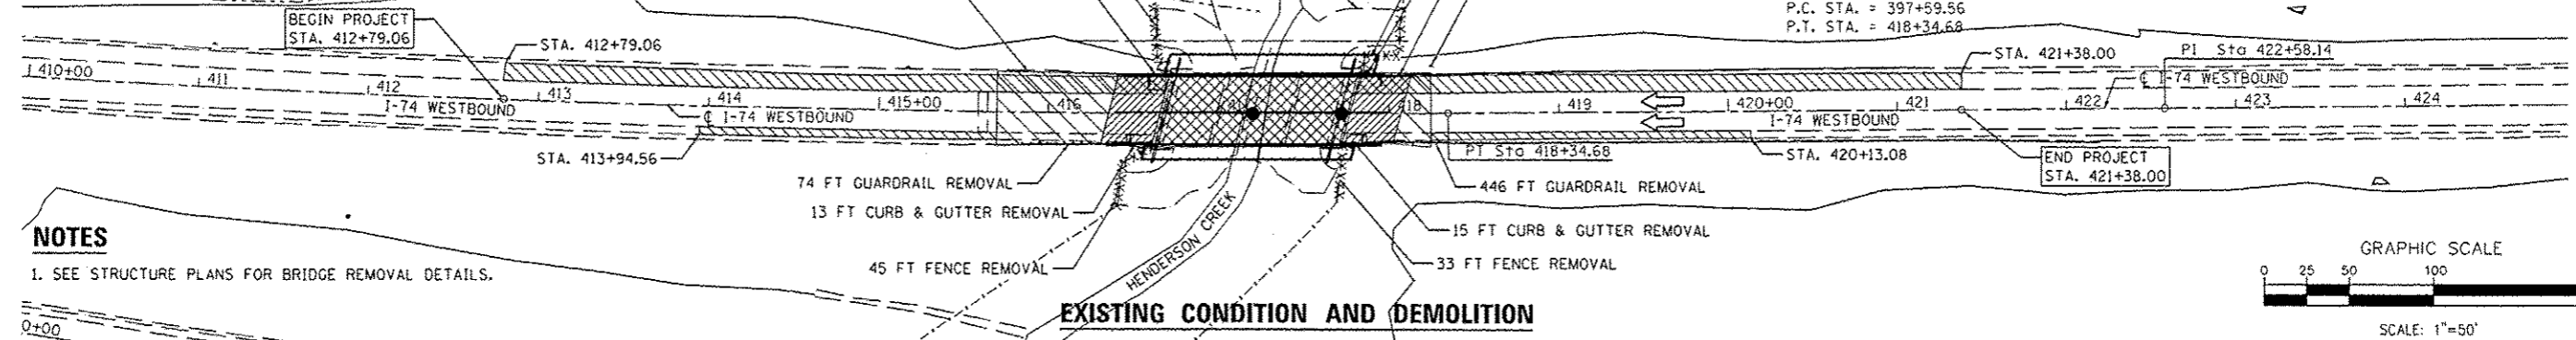 P.C. STA. = 397+59.56
P.T. STA. = 418+34.68
BEGIN PROJECT
STA. 412+79.06
STA. 412+79.06
STA. 421+38.00
PI Sta 422+58.14
410+00
411
412
413
414
415+00
416
418
419
420+00
421
422
423
424
I-74 WESTBOUND
℄ I-74 WESTBOUND
I-74 WESTBOUND
℄ I-74 WESTBOUND
STA. 413+94.56
PT Sta 418+34.68
STA. 420+13.08
END PROJECT
STA. 421+38.00
74 FT GUARDRAIL REMOVAL
446 FT GUARDRAIL REMOVAL
13 FT CURB & GUTTER REMOVAL
15 FT CURB & GUTTER REMOVAL
45 FT FENCE REMOVAL
33 FT FENCE REMOVAL
HENDERSON CREEK
NOTES
1. SEE STRUCTURE PLANS FOR BRIDGE REMOVAL DETAILS.
0+00
EXISTING CONDITION AND DEMOLITION
GRAPHIC SCALE
0 25 50 100
SCALE: 1"=50'